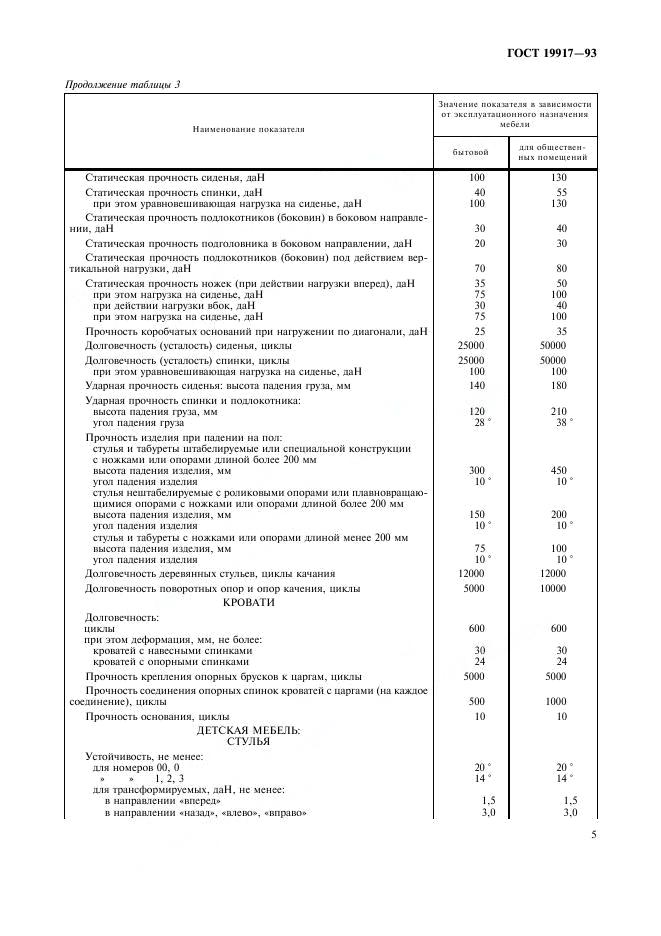 ГОСТ 19917—93
Продолжение таблицы 3
Наименование показателя
Значение показателя в зависимости
от эксплуатационного назначения
мебели
бытовой
для обществен-
ных помещений
Статическая прочность сиденья, даН 100 130
Статическая прочность спинки, даН 40 55
при этом уравновешивающая нагрузка на сиденье, даН 100 130
Статическая прочность подлокотников (боковин) в боковом направле-
нии, даН 30 40
Статическая прочность подголовника в боковом направлении, даН 20 30
Статическая прочность подлокотников (боковин) под действием вер-
тикальной нагрузки, даН 70 80
Статическая прочность ножек (при действии нагрузки вперед), даН 35 50
при этом нагрузка на сиденье, даН 75 100
при действии нагрузки вбок, даН 30 40
при этом нагрузка на сиденье, даН 75 100
Прочность коробчатых оснований при нагружении по диагонали, даН 25 35
Долговечность (усталость) сиденья, циклы 25000 50000
Долговечность (усталость) спинки, циклы 25000 50000
при этом уравновешивающая нагрузка на сиденье, даН 100 100
Ударная прочность сиденья: высота падения груза, мм 140 180
Ударная прочность спинки и подлокотника:
высота падения груза, мм 120 210
угол падения груза 28 ° 38 °
Прочность изделия при падении на пол:
стулья и табуреты штабелируемые или специальной конструкции
с ножками или опорами длиной более 200 мм
высота падения изделия, мм 300 450
угол падения изделия 10 ° 10 °
стулья нештабелируемые с роликовыми опорами или плавновращаю-
щимися опорами с ножками или опорами длиной более 200 мм
высота падения изделия, мм 150 200
угол падения изделия 10 ° 10 °
стулья и табуреты с ножками или опорами длиной менее 200 мм
высота падения изделия, мм 75 100
угол падения изделия 10 ° 10 °
Долговечность деревянных стульев, циклы качания 12000 12000
Долговечность поворотных опор и опор качения, циклы 5000 10000
КРОВАТИ
Долговечность:
циклы 600 600
при этом деформация, мм, не более:
кроватей с навесными спинками 30 30
кроватей с опорными спинками 24 24
Прочность крепления опорных брусков к царгам, циклы 5000 5000
Прочность соединения опорных спинок кроватей с царгами (на каждое
соединение), циклы 500 1000
Прочность основания, циклы 10 10
ДЕТСКАЯ МЕБЕЛЬ:
СТУЛЬЯ
Устойчивость, не менее:
для номеров 00, 0 20 ° 20 °
» » 1, 2, 3 14 ° 14 °
для трансформируемых, даН, не менее:
в направлении «вперед» 1,5 1,5
в направлении «назад», «влево», «вправо» 3,0 3,0
5